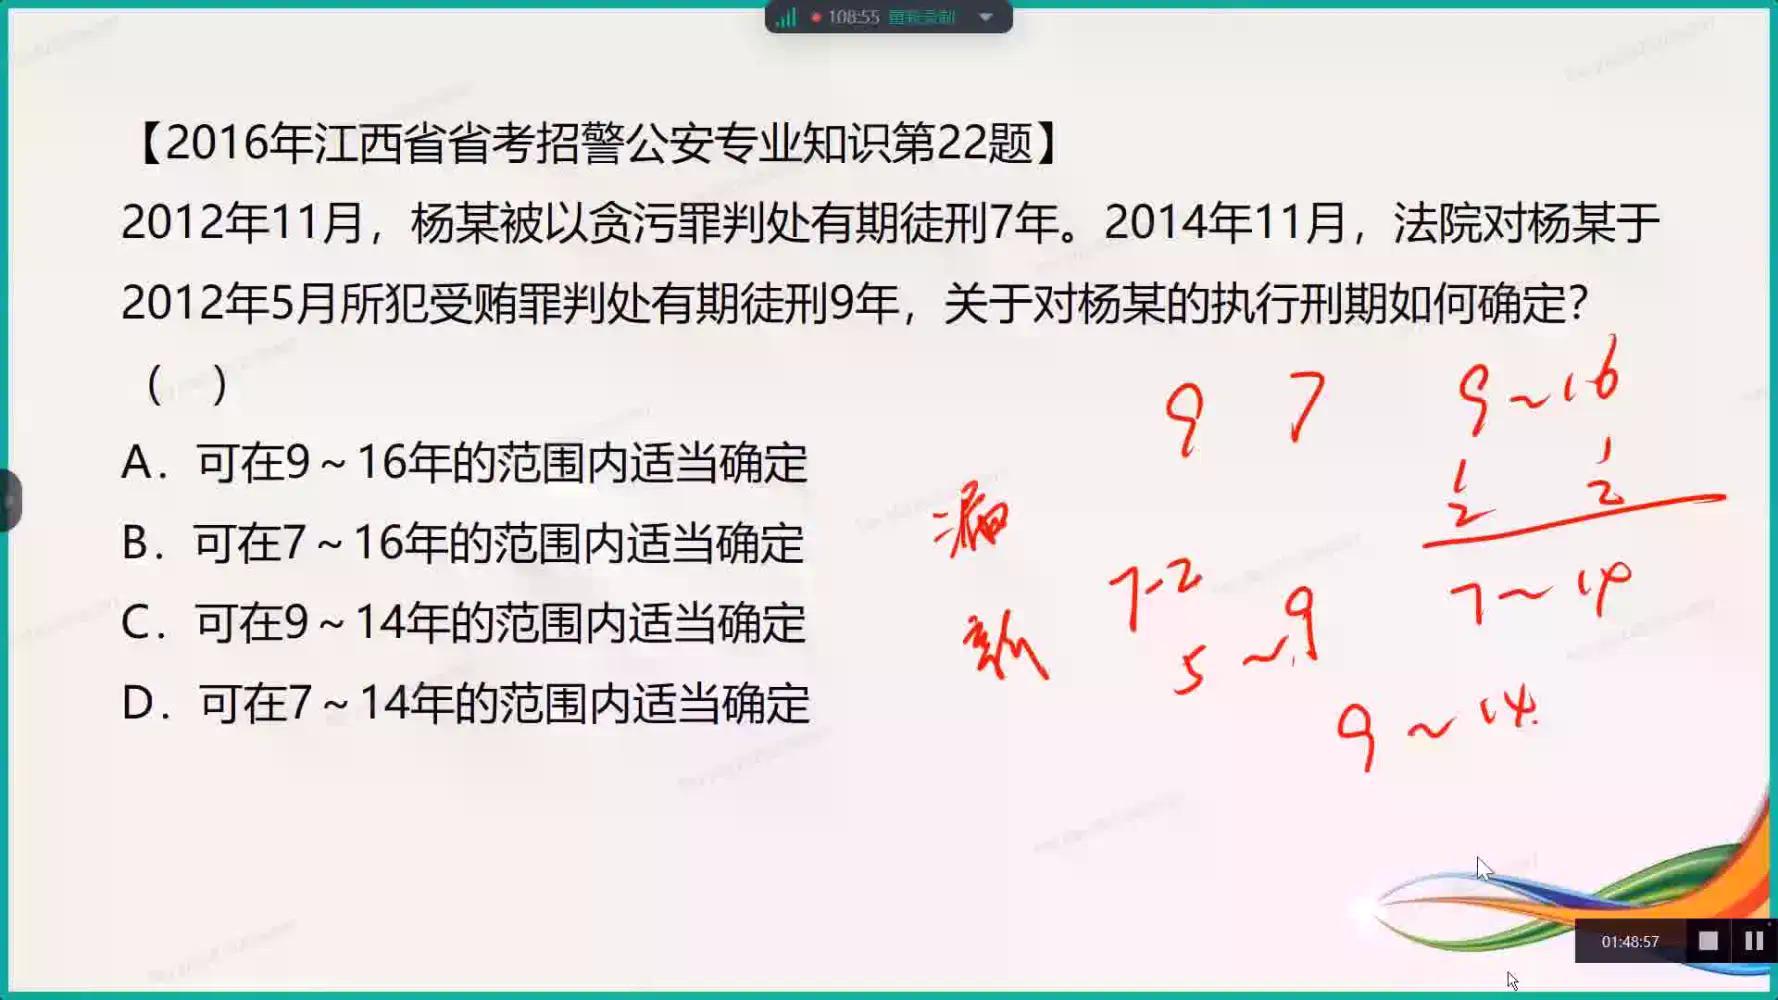 108:55
【2016年江西省省考招警公安专业知识第22题】
2012年11月，杨某被以贪污罪判处有期徒刑7年。2014年11月，法院对杨某于
2012年5月所犯受贿罪判处有期徒刑9年，关于对杨某的执行刑期如何确定？
（ ）
9 7 9~16
A．可在9～16年的范围内适当确定
1/2 1/2
漏
B．可在7～16年的范围内适当确定
7-2 7~14
C．可在9～14年的范围内适当确定
新 5~9
D．可在7～14年的范围内适当确定
9~14
01:48:57